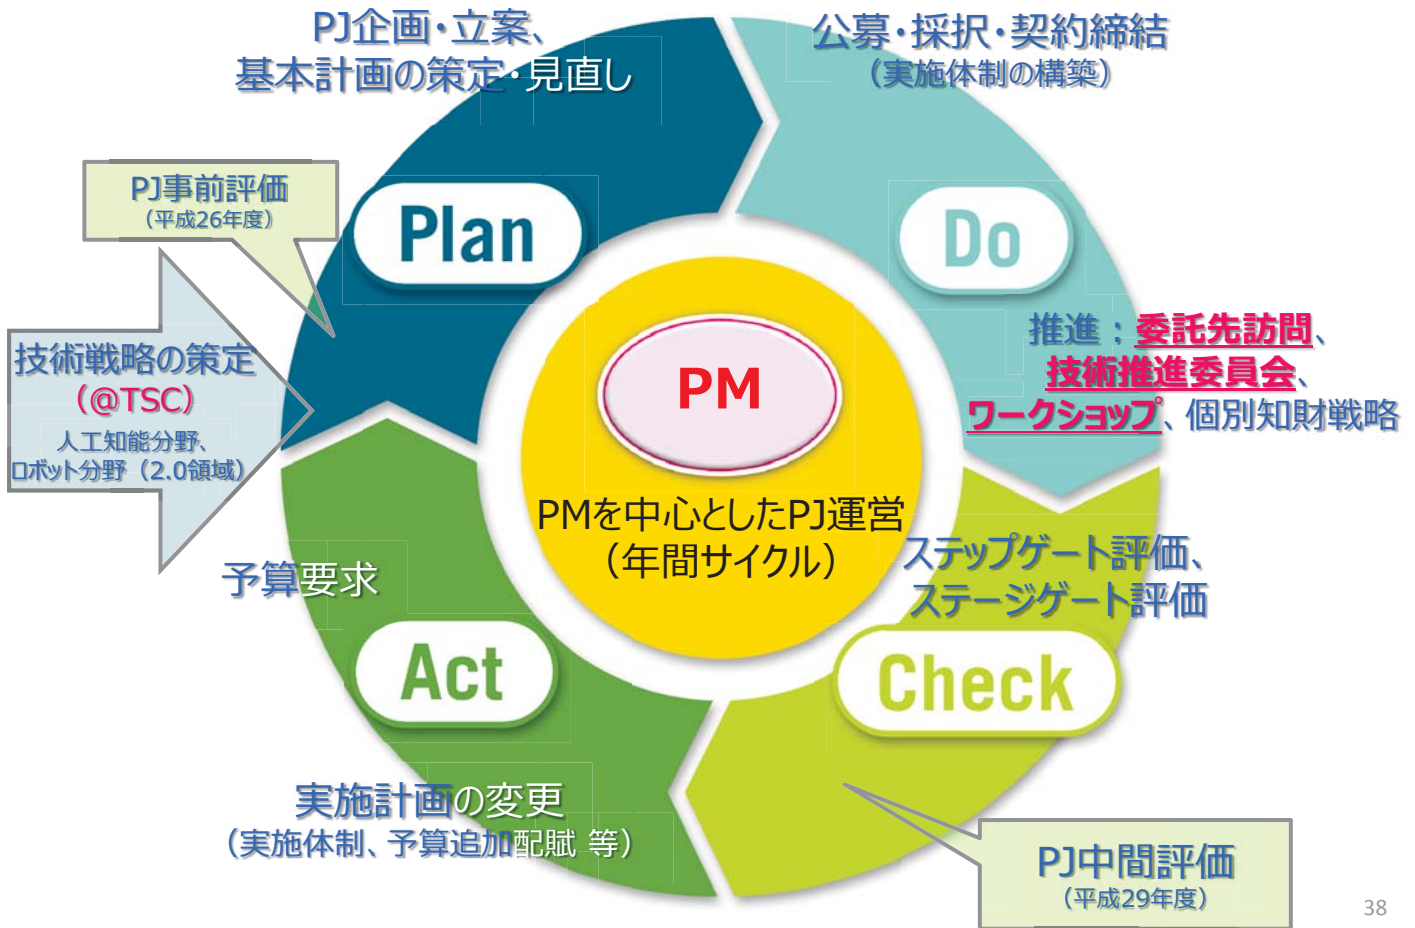 PJ企画・立案、
基本計画の策定・見直し
公募・採択・契約締結
（実施体制の構築）
PJ事前評価
（平成26年度）
Plan
Do
技術戦略の策定
（@TSC）
人工知能分野、
ロボット分野（2.0領域）
推進：委託先訪問、
技術推進委員会、
ワークショップ、個別知財戦略
PM
PMを中心としたPJ運営
（年間サイクル）
予算要求
ステップゲート評価、
ステージゲート評価
Act
Check
実施計画の変更
（実施体制、予算追加配賦 等）
PJ中間評価
（平成29年度）
38